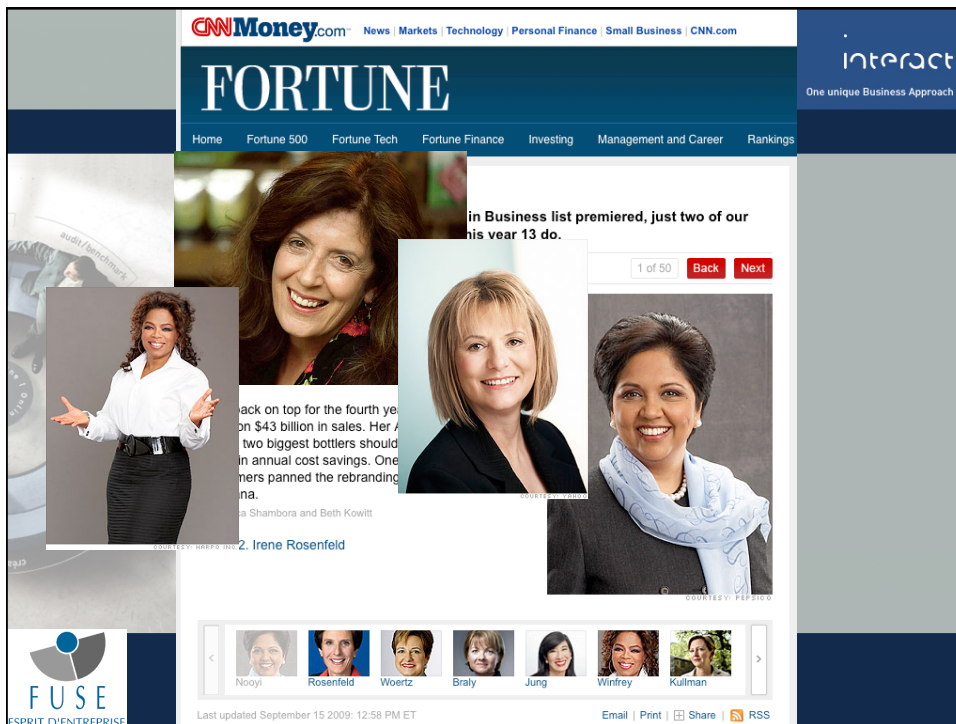 CNNMoney.com
News | Markets | Technology | Personal Finance | Small Business | CNN.com
interact
One unique Business Approach
FORTUNE
Home Fortune 500 Fortune Tech Fortune Finance Investing Management and Career Rankings
in Business list premiered, just two of our
his year 13 do.
audit/benchmark
1 of 50 Back Next
ack on top for the fourth yea
on $43 billion in sales. Her A
two biggest bottlers should
in annual cost savings. One
mers panned the rebranding
ana.
COURTESY: YAHOO
ca Shambora and Beth Kowitt
COURTESY: HARPO INC.
2. Irene Rosenfeld
COURTESY: PEPSICO
Nooyi Rosenfeld Woertz Braly Jung Winfrey Kullman
FUSE
ESPRIT D'ENTREPRISE
Last updated September 15 2009: 12:58 PM ET
Email | Print | Share | RSS